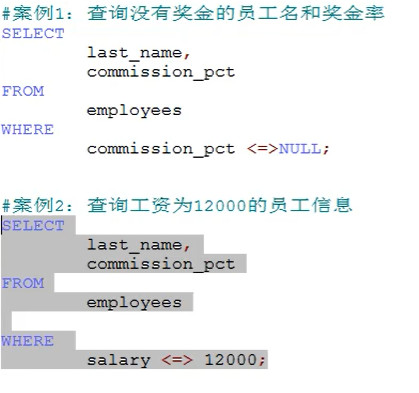 #案例1：查询没有奖金的员工名和奖金率
SELECT
last_name,
commission_pct
FROM
employees
WHERE
commission_pct <=>NULL;
#案例2：查询工资为12000的员工信息
SELECT
last_name,
commission_pct
FROM
employees
WHERE
salary <=> 12000;